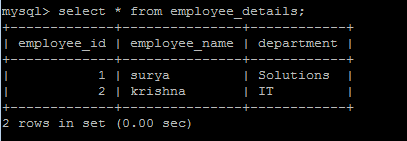 mysql> select * from employee_details;
+-------------+---------------+------------+
| employee_id | employee_name | department |
+-------------+---------------+------------+
|           1 | surya         | Solutions  |
|           2 | krishna       | IT         |
+-------------+---------------+------------+
2 rows in set (0.00 sec)